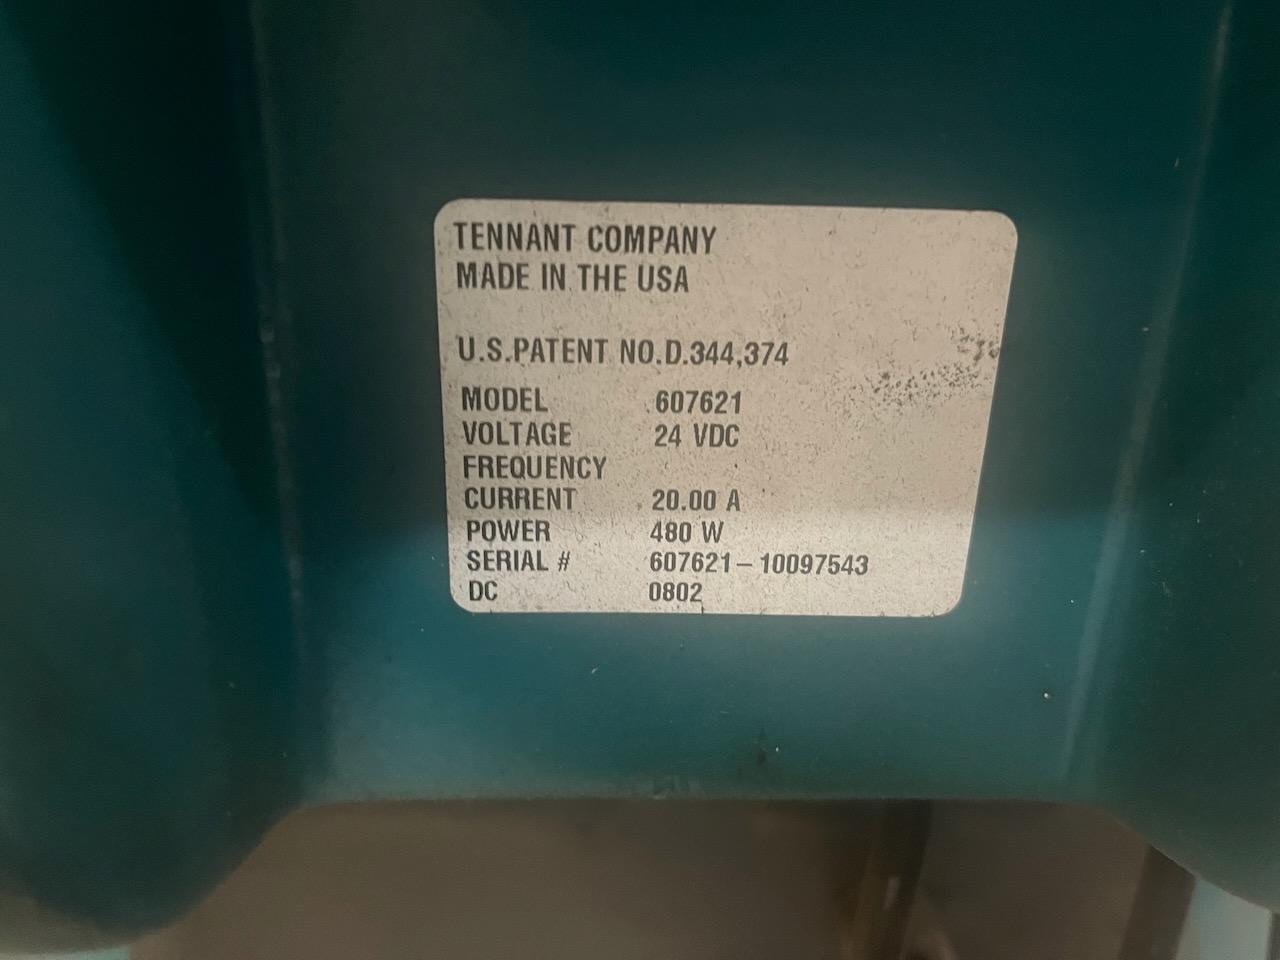 TENNANT COMPANY
MADE IN THE USA
U.S.PATENT NO.D.344,374
MODEL 607621
VOLTAGE 24 VDC
FREQUENCY
CURRENT 20.00 A
POWER 480 W
SERIAL # 607621-10097543
DC 0802